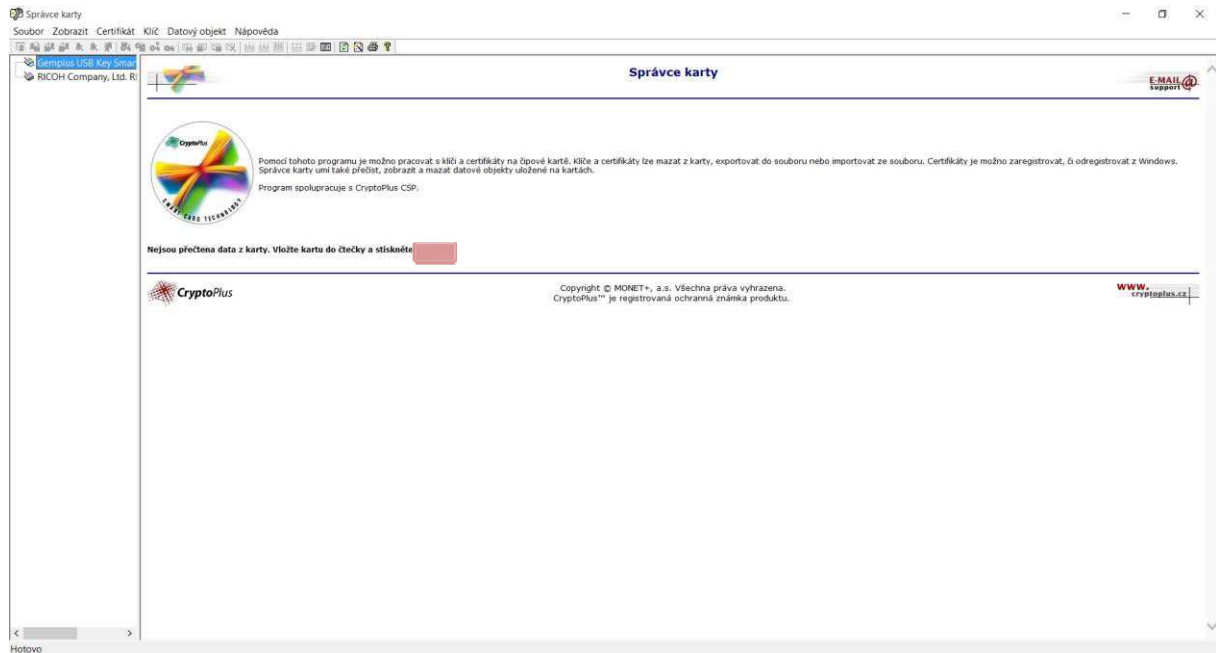 Správce karty
Soubor Zobrazit Certifikát Klíč Datový objekt Nápověda
Gemplus USB Key Smar
RICOH Company, Ltd. RI
Správce karty
E-MAIL@
support
CryptoPlus
SMART CARD TECHNOLOGY
Pomocí tohoto programu je možno pracovat s klíči a certifikáty na čipové kartě. Klíče a certifikáty lze mazat z karty, exportovat do souboru nebo importovat ze souboru. Certifikáty je možno zaregistrovat, či odregistrovat z Windows.
Správce karty umí také přečíst, zobrazit a mazat datové objekty uložené na kartách.
Program spolupracuje s CryptoPlus CSP.
Nejsou přečtena data z karty. Vložte kartu do čtečky a stiskněte
CryptoPlus
Copyright © MONET+, a.s. Všechna práva vyhrazena.
CryptoPlus™ je registrovaná ochranná známka produktu.
WWW.
cryptoplus.cz
Hotovo